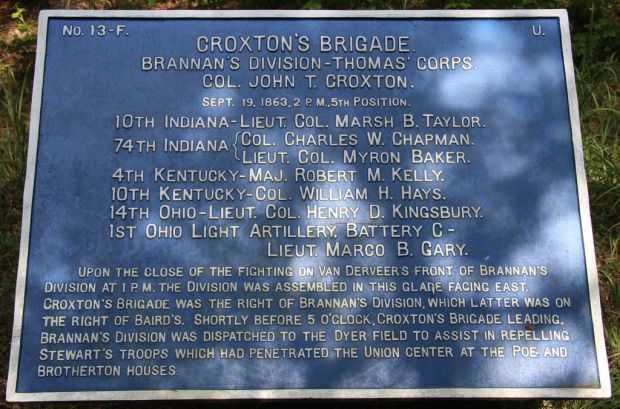 No. 13-F. U.
CROXTON'S BRIGADE.
BRANNAN'S DIVISION-THOMAS' CORPS.
COL. JOHN T. CROXTON.
SEPT. 19, 1863, 2 P.M., 5TH POSITION.
10TH INDIANA-LIEUT. COL. MARSH B. TAYLOR.
74TH INDIANA { COL. CHARLES W. CHAPMAN.
LIEUT. COL. MYRON BAKER.
4TH KENTUCKY-MAJ. ROBERT M. KELLY.
10TH KENTUCKY-COL. WILLIAM H. HAYS.
14TH OHIO-LIEUT. COL. HENRY D. KINGSBURY.
1ST OHIO LIGHT ARTILLERY, BATTERY C-
LIEUT. MARCO B. GARY.
UPON THE CLOSE OF THE FIGHTING ON VAN DERVEER'S FRONT OF BRANNAN'S
DIVISION AT 1 P.M. THE DIVISION WAS ASSEMBLED IN THIS GLADE FACING EAST.
CROXTON'S BRIGADE WAS THE RIGHT OF BRANNAN'S DIVISION, WHICH LATTER WAS ON
THE RIGHT OF BAIRD'S. SHORTLY BEFORE 5 O'CLOCK, CROXTON'S BRIGADE LEADING,
BRANNAN'S DIVISION WAS DISPATCHED TO THE DYER FIELD TO ASSIST IN REPELLING
STEWART'S TROOPS WHICH HAD PENETRATED THE UNION CENTER AT THE POE AND
BROTHERTON HOUSES.